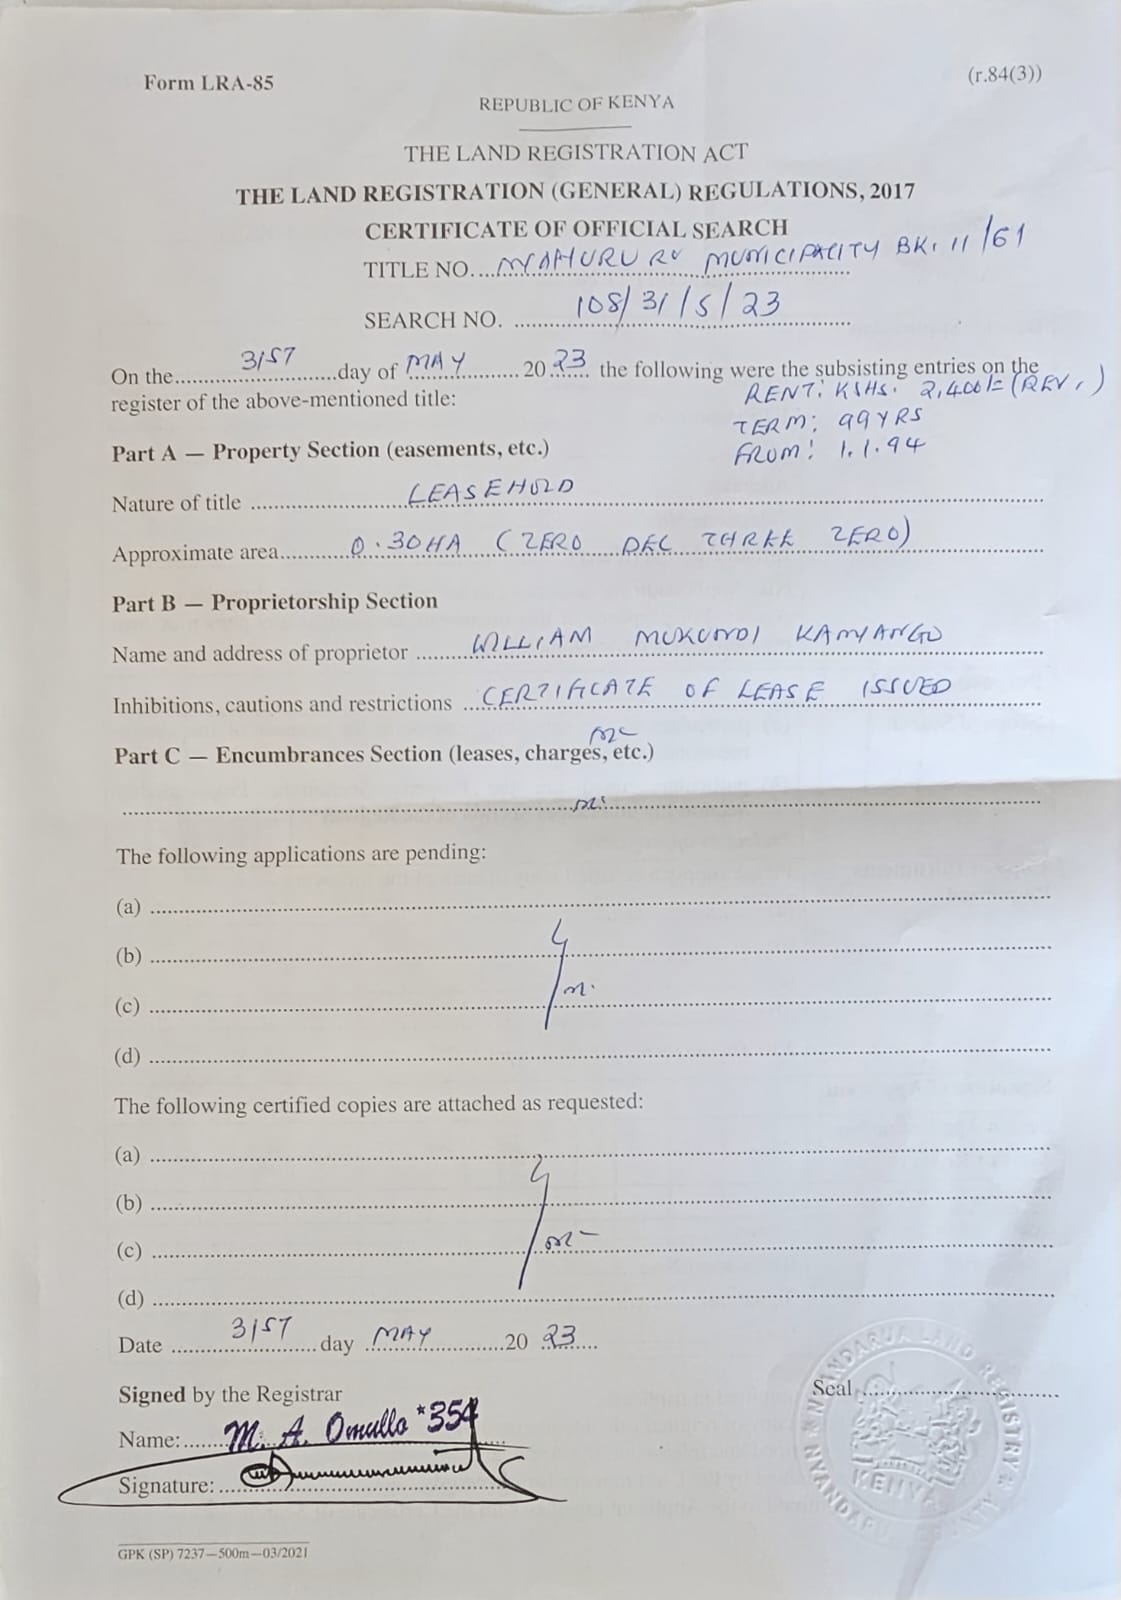 Form LRA-85
(r.84(3))
REPUBLIC OF KENYA
THE LAND REGISTRATION ACT
THE LAND REGISTRATION (GENERAL) REGULATIONS, 2017
CERTIFICATE OF OFFICIAL SEARCH
TITLE NO. NYAHURURU MUNICIPACITY BK. 11/61
SEARCH NO. 108/31/5/23
On the 31ST day of MAY 2023 the following were the subsisting entries on the
register of the above-mentioned title:
RENT: KSHS. 2,400/= (REV.)
TERM: 99YRS
FROM: 1.1.94
Part A — Property Section (easements, etc.)
Nature of title LEASEHOLD
Approximate area 0.30HA (ZERO DEC THREE ZERO)
Part B — Proprietorship Section
Name and address of proprietor WILLIAM MUKUNDI KAMYANGO
Inhibitions, cautions and restrictions CERTIFICATE OF LEASE ISSUED
Part C — Encumbrances Section (leases, charges, etc.)
The following applications are pending:
(a)
(b)
(c)
(d)
The following certified copies are attached as requested:
(a)
(b)
(c)
(d)
Date 31ST day MAY 20 23
Signed by the Registrar
Seal
Name: M. A. Omullo *354
Signature:
NYANDARUA LAND REGISTRY
KENYA
NYANDARUA COUNTY
GPK (SP) 7237—500m—03/2021